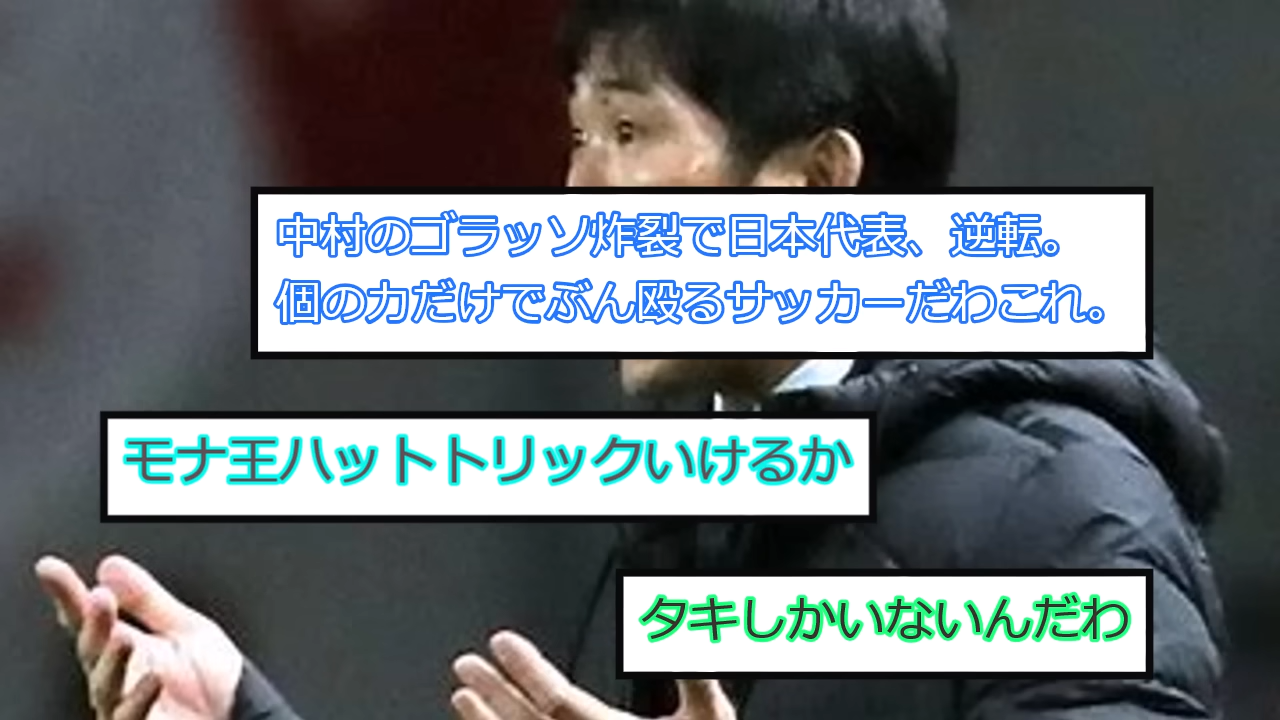 中村のゴラッソ炸裂で日本代表、逆転。
個の力だけでぶん殴るサッカーだわこれ。
モナ王ハットトリックいけるか
タキしかいないんだわ